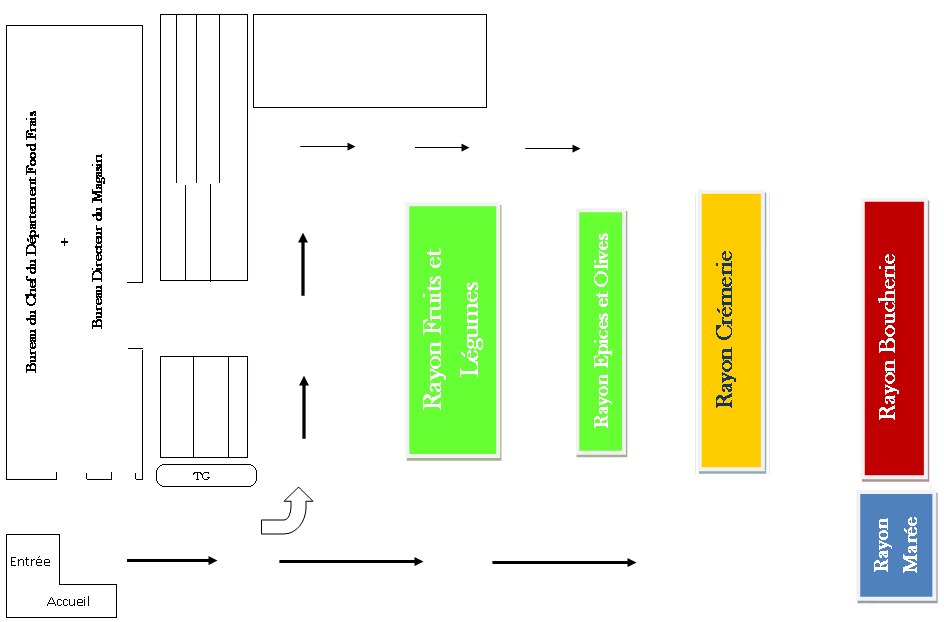 Bureau du Chef du Département Food Frais
+
Bureau Directeur du Magasin
TG
Entrée
Accueil
Rayon Fruits et
Légumes
Rayon Epices et Olives
Rayon Crémerie
Rayon Boucherie
Rayon
Marée